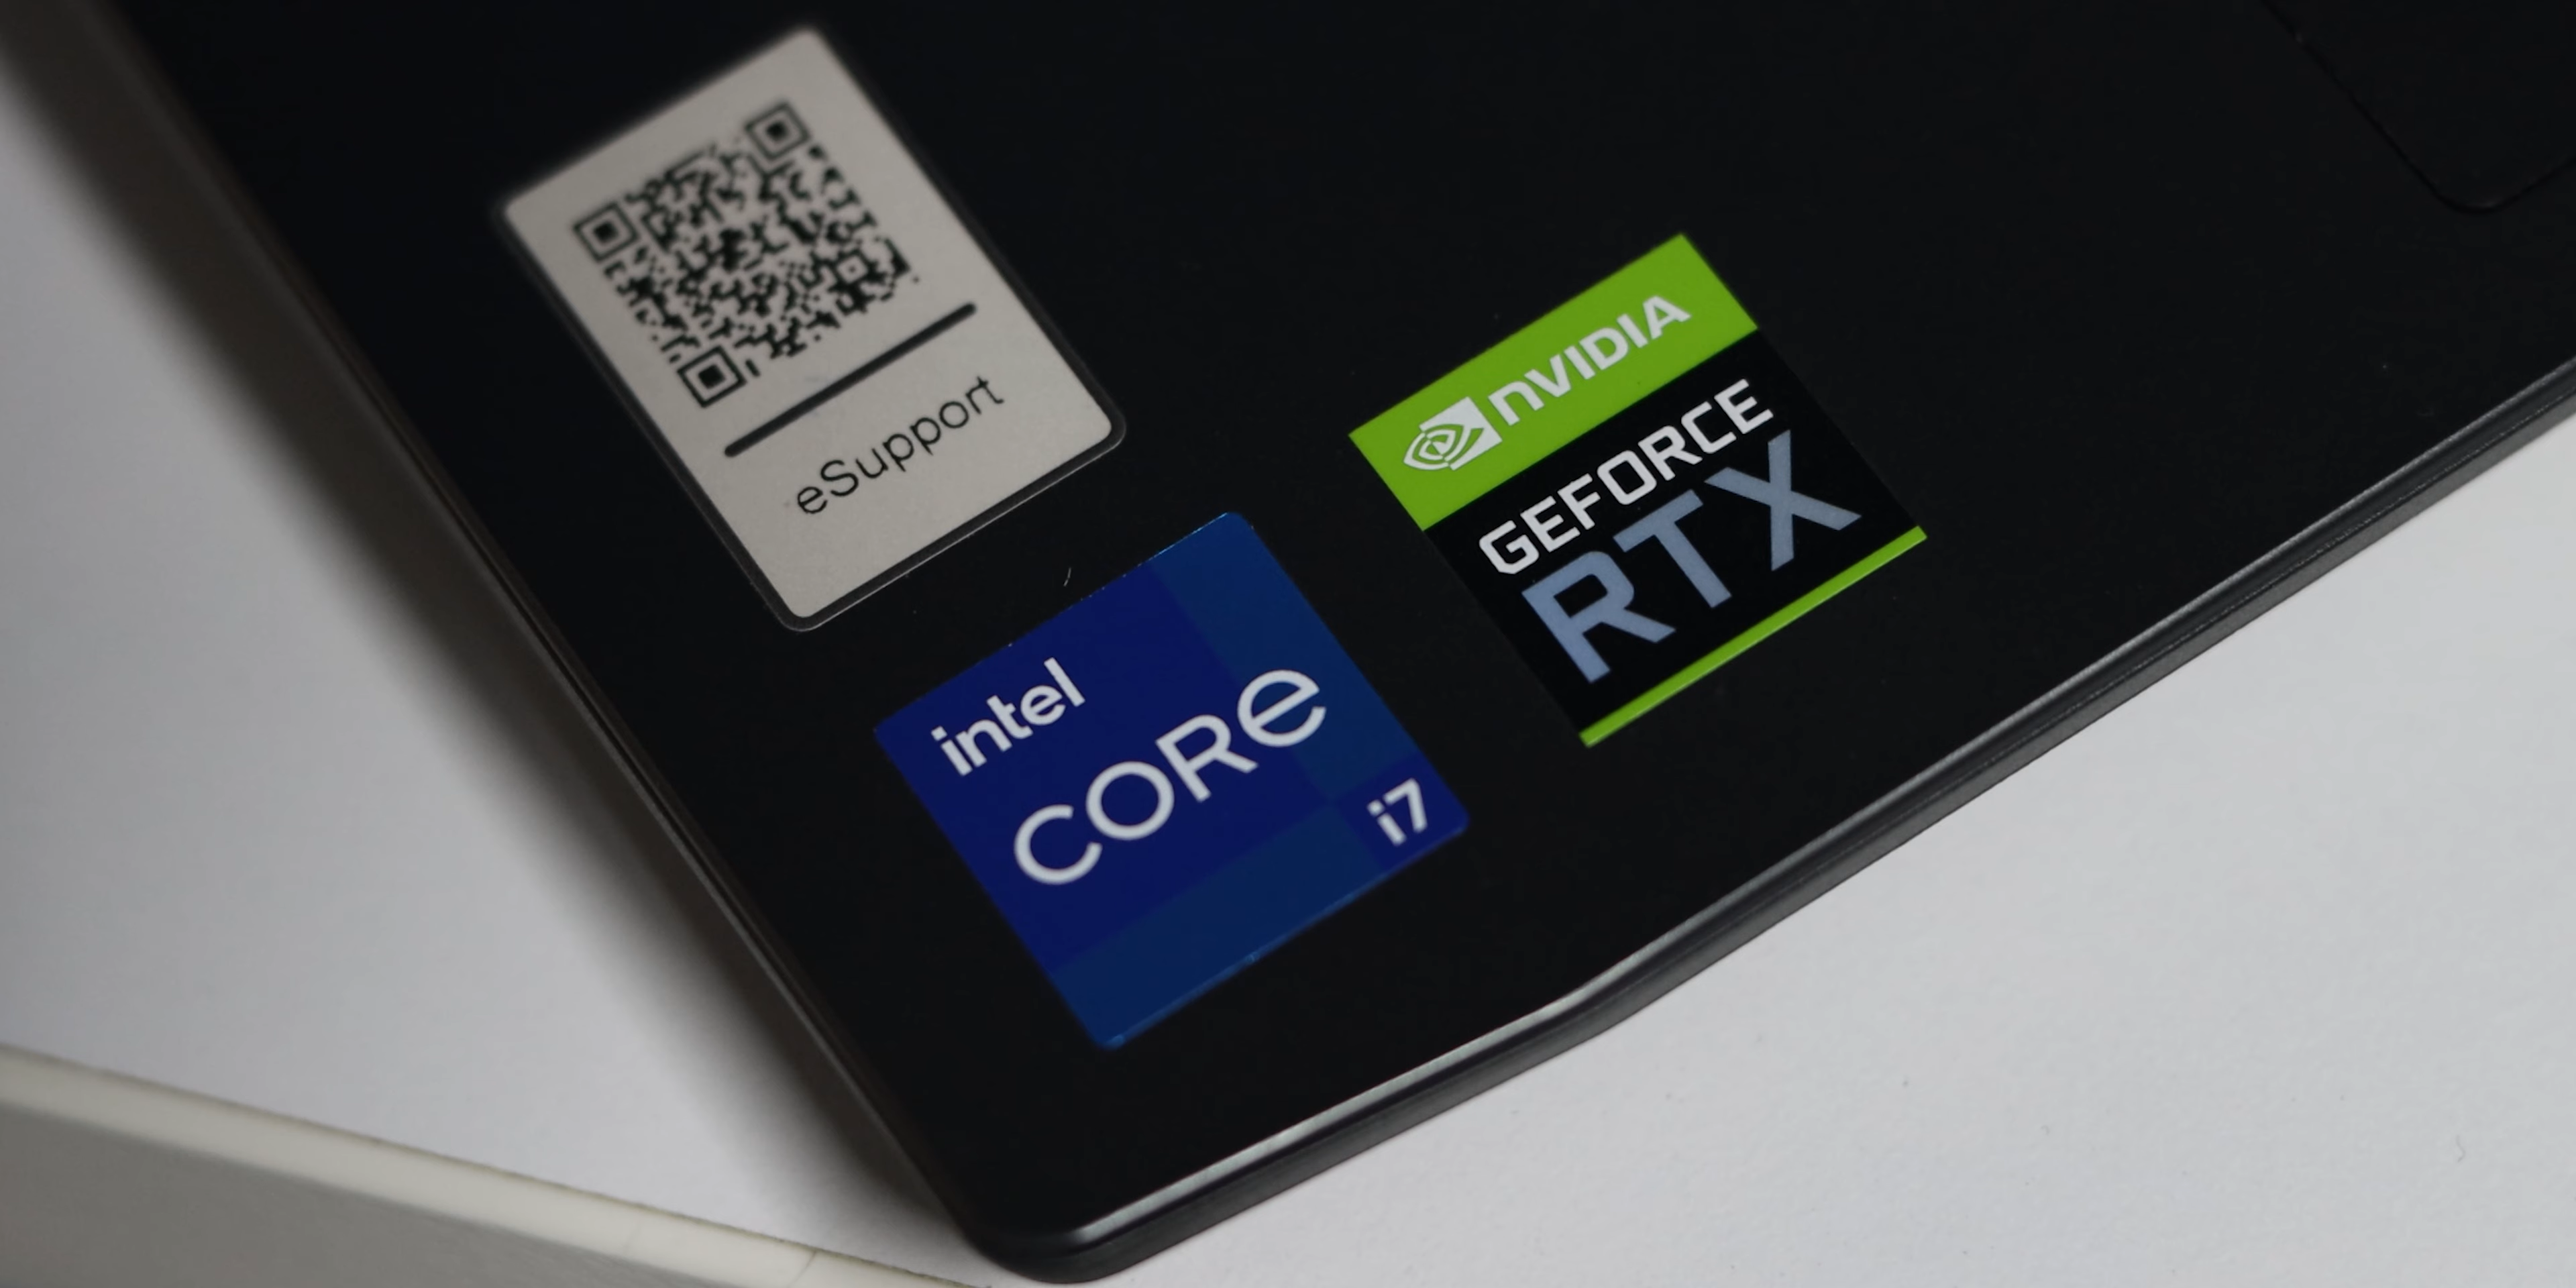 eSupport
intel
CORE
i7
NVIDIA
GEFORCE
RTX